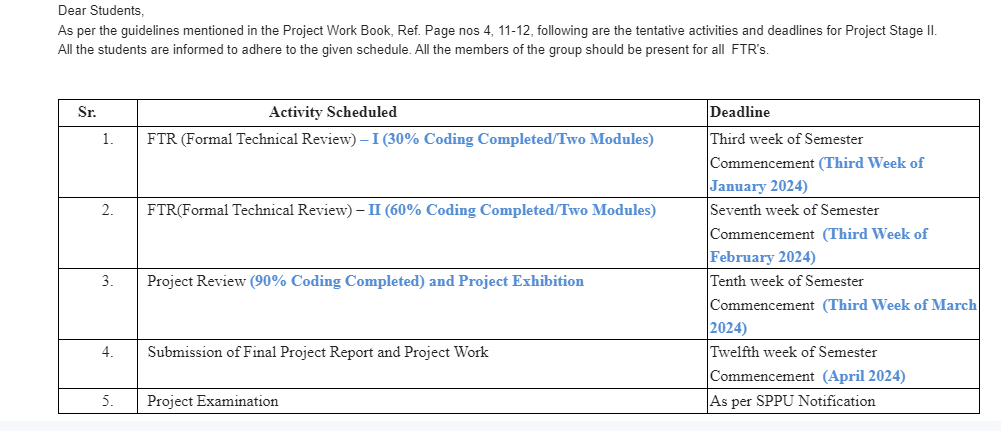 Dear Students,
As per the guidelines mentioned in the Project Work Book, Ref. Page nos 4, 11-12, following are the tentative activities and deadlines for Project Stage II.
All the students are informed to adhere to the given schedule. All the members of the group should be present for all  FTR's.
Sr. Activity Scheduled Deadline
1. FTR (Formal Technical Review) – I (30% Coding Completed/Two Modules) Third week of Semester
Commencement (Third Week of
January 2024)
2. FTR(Formal Technical Review) – II (60% Coding Completed/Two Modules) Seventh week of Semester
Commencement  (Third Week of
February 2024)
3. Project Review (90% Coding Completed) and Project Exhibition Tenth week of Semester
Commencement  (Third Week of March
2024)
4. Submission of Final Project Report and Project Work Twelfth week of Semester
Commencement  (April 2024)
5. Project Examination As per SPPU Notification